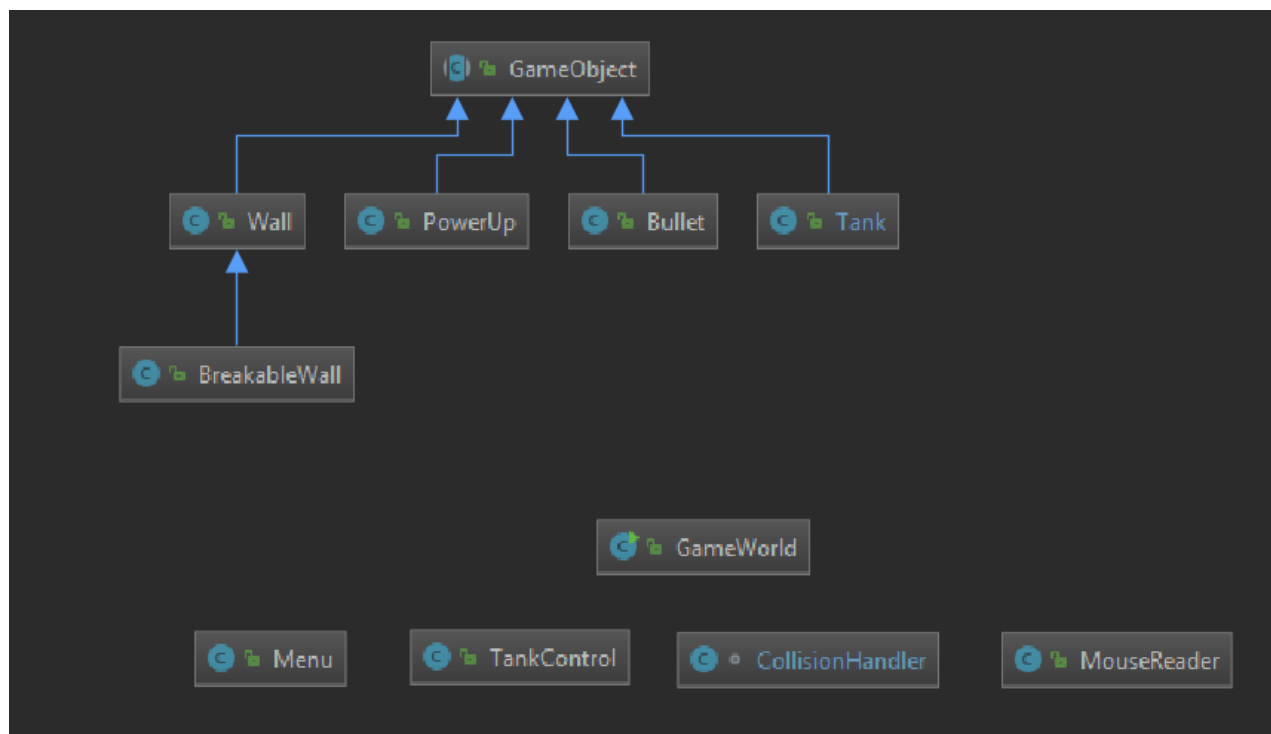 GameObject
Wall
PowerUp
Bullet
Tank
BreakableWall
GameWorld
Menu
TankControl
CollisionHandler
MouseReader